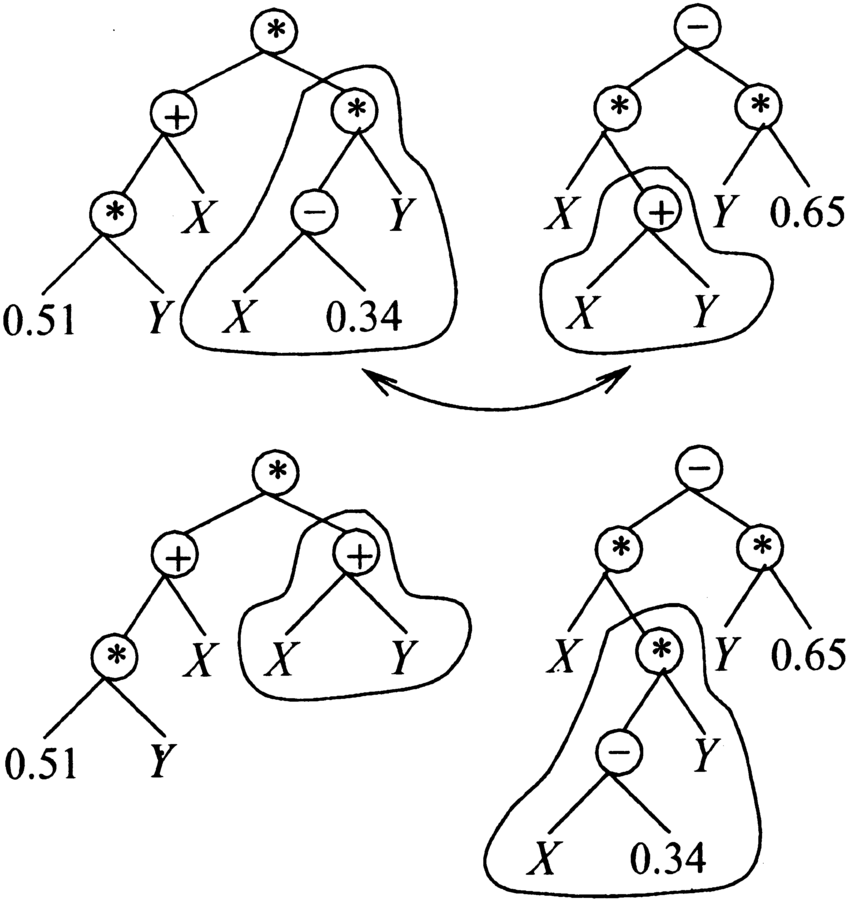 * −
+ * * *
* X − Y X + Y 0.65
0.51 Y X 0.34 X Y
* −
+ + * *
* X X Y X * Y 0.65
0.51 Y − Y
X 0.34